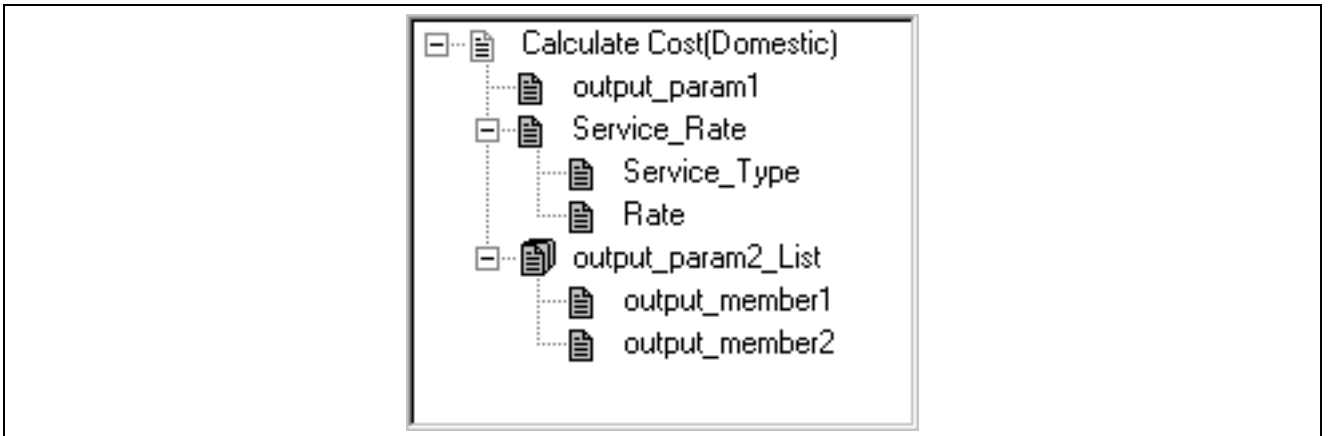 Calculate Cost(Domestic)
output_param1
Service_Rate
Service_Type
Rate
output_param2_List
output_member1
output_member2